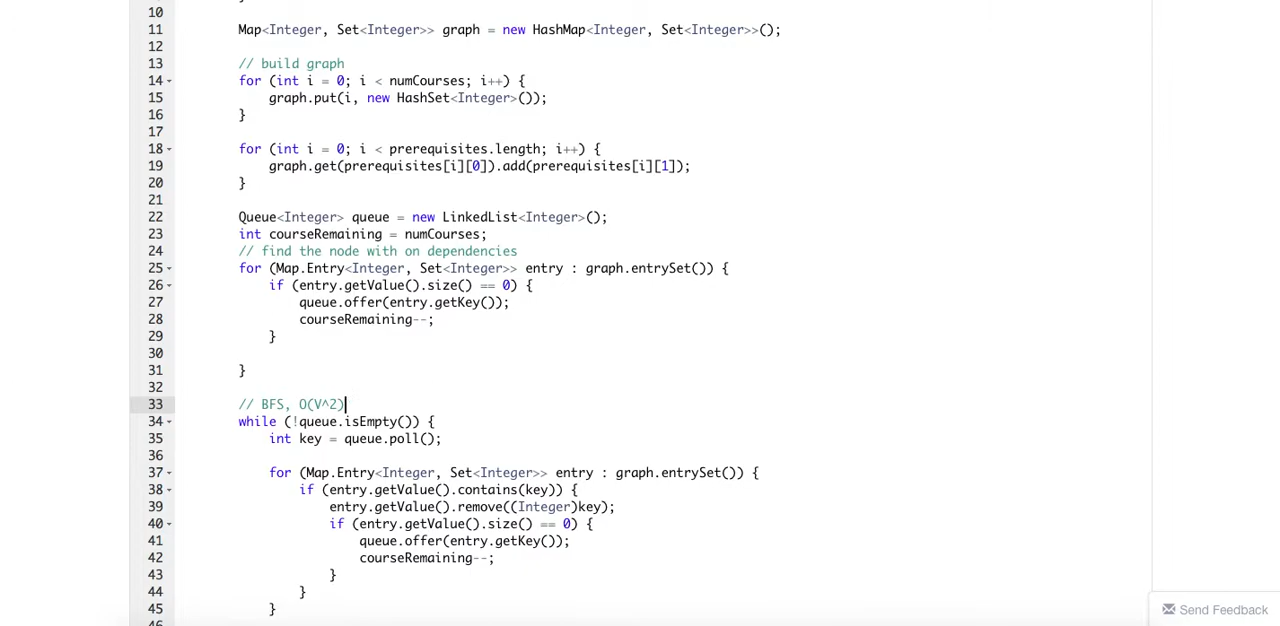 10
11 Map<Integer, Set<Integer>> graph = new HashMap<Integer, Set<Integer>>();
12
13 // build graph
14 for (int i = 0; i < numCourses; i++) {
15 graph.put(i, new HashSet<Integer>());
16 }
17
18 for (int i = 0; i < prerequisites.length; i++) {
19 graph.get(prerequisites[i][0]).add(prerequisites[i][1]);
20 }
21
22 Queue<Integer> queue = new LinkedList<Integer>();
23 int courseRemaining = numCourses;
24 // find the node with on dependencies
25 for (Map.Entry<Integer, Set<Integer>> entry : graph.entrySet()) {
26 if (entry.getValue().size() == 0) {
27 queue.offer(entry.getKey());
28 courseRemaining--;
29 }
30
31 }
32
33 // BFS, O(V^2)
34 while (!queue.isEmpty()) {
35 int key = queue.poll();
36
37 for (Map.Entry<Integer, Set<Integer>> entry : graph.entrySet()) {
38 if (entry.getValue().contains(key)) {
39 entry.getValue().remove((Integer)key);
40 if (entry.getValue().size() == 0) {
41 queue.offer(entry.getKey());
42 courseRemaining--;
43 }
44 }
45 }
46
Send Feedback